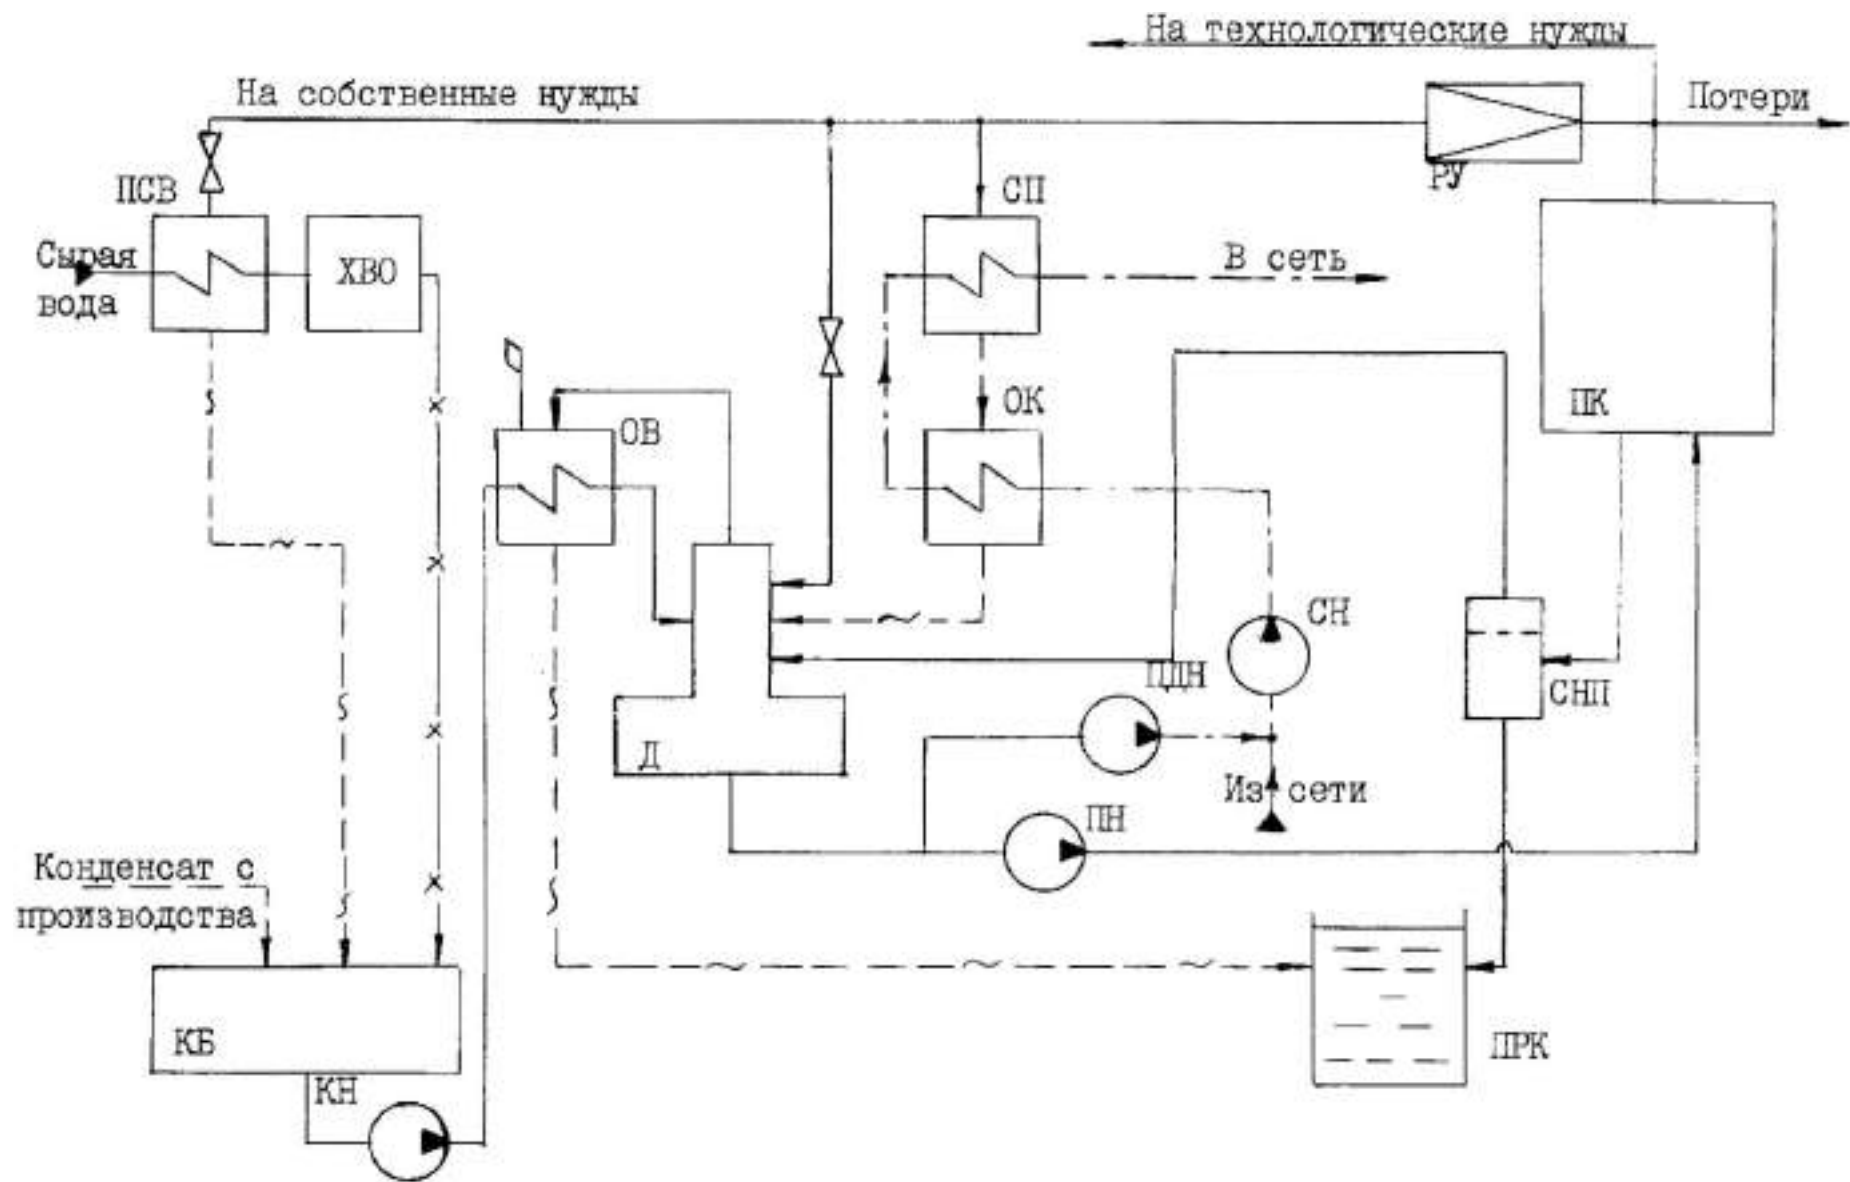 На технологические нужды
На собственные нужды
Потери
РУ
ПСВ
СП
Сырая
вода
ХВО
В сеть
ОК
ПК
ОВ
СН
ПДН
СНП
Д
Из сети
ПН
Конденсат с
производства
КБ
ПРК
КН